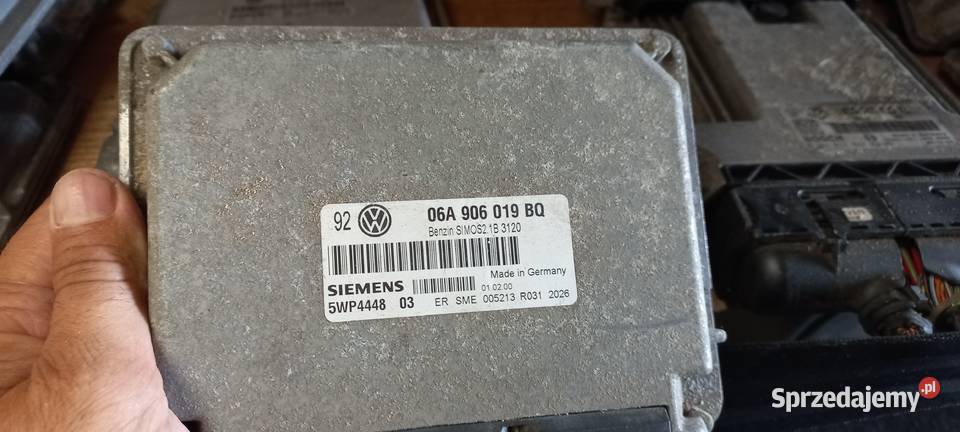 92 VW 06A 906 019 BQ
Benzin SIMOS2.1B 3120
Made in Germany
SIEMENS 01.02.00
5WP4448 03 ER SME 005213 R031 2026
Sprzedajemy.pl